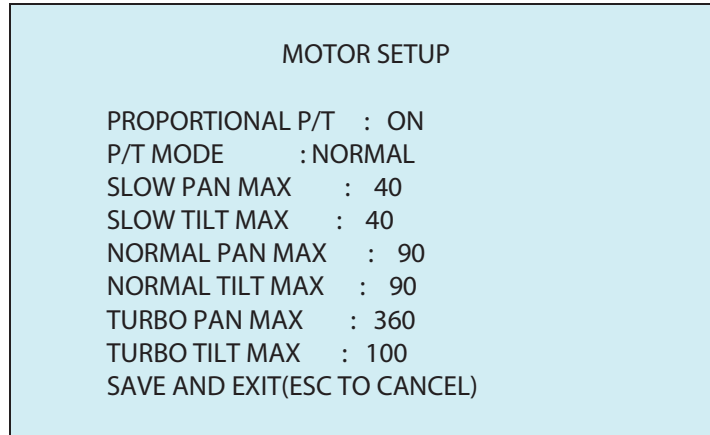 MOTOR SETUP
PROPORTIONAL P/T : ON
P/T MODE : NORMAL
SLOW PAN MAX : 40
SLOW TILT MAX : 40
NORMAL PAN MAX : 90
NORMAL TILT MAX : 90
TURBO PAN MAX : 360
TURBO TILT MAX : 100
SAVE AND EXIT(ESC TO CANCEL)